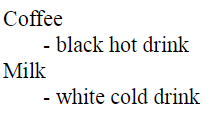 Coffee
- black hot drink
Milk
- white cold drink